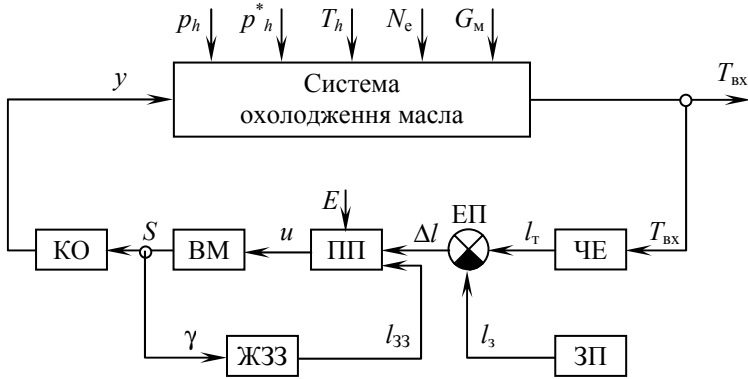 p_h p^*_h T_h N_е G_м
y
Система
охолодження масла
T_вх
E
ЕП
S u Δl l_т T_вх
КО ВМ ПП ЧЕ
γ l_ЗЗ l_з
ЖЗЗ ЗП